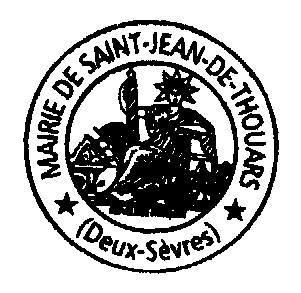 MAIRIE DE SAINT-JEAN-DE-THOUARS
(Deux-Sèvres)